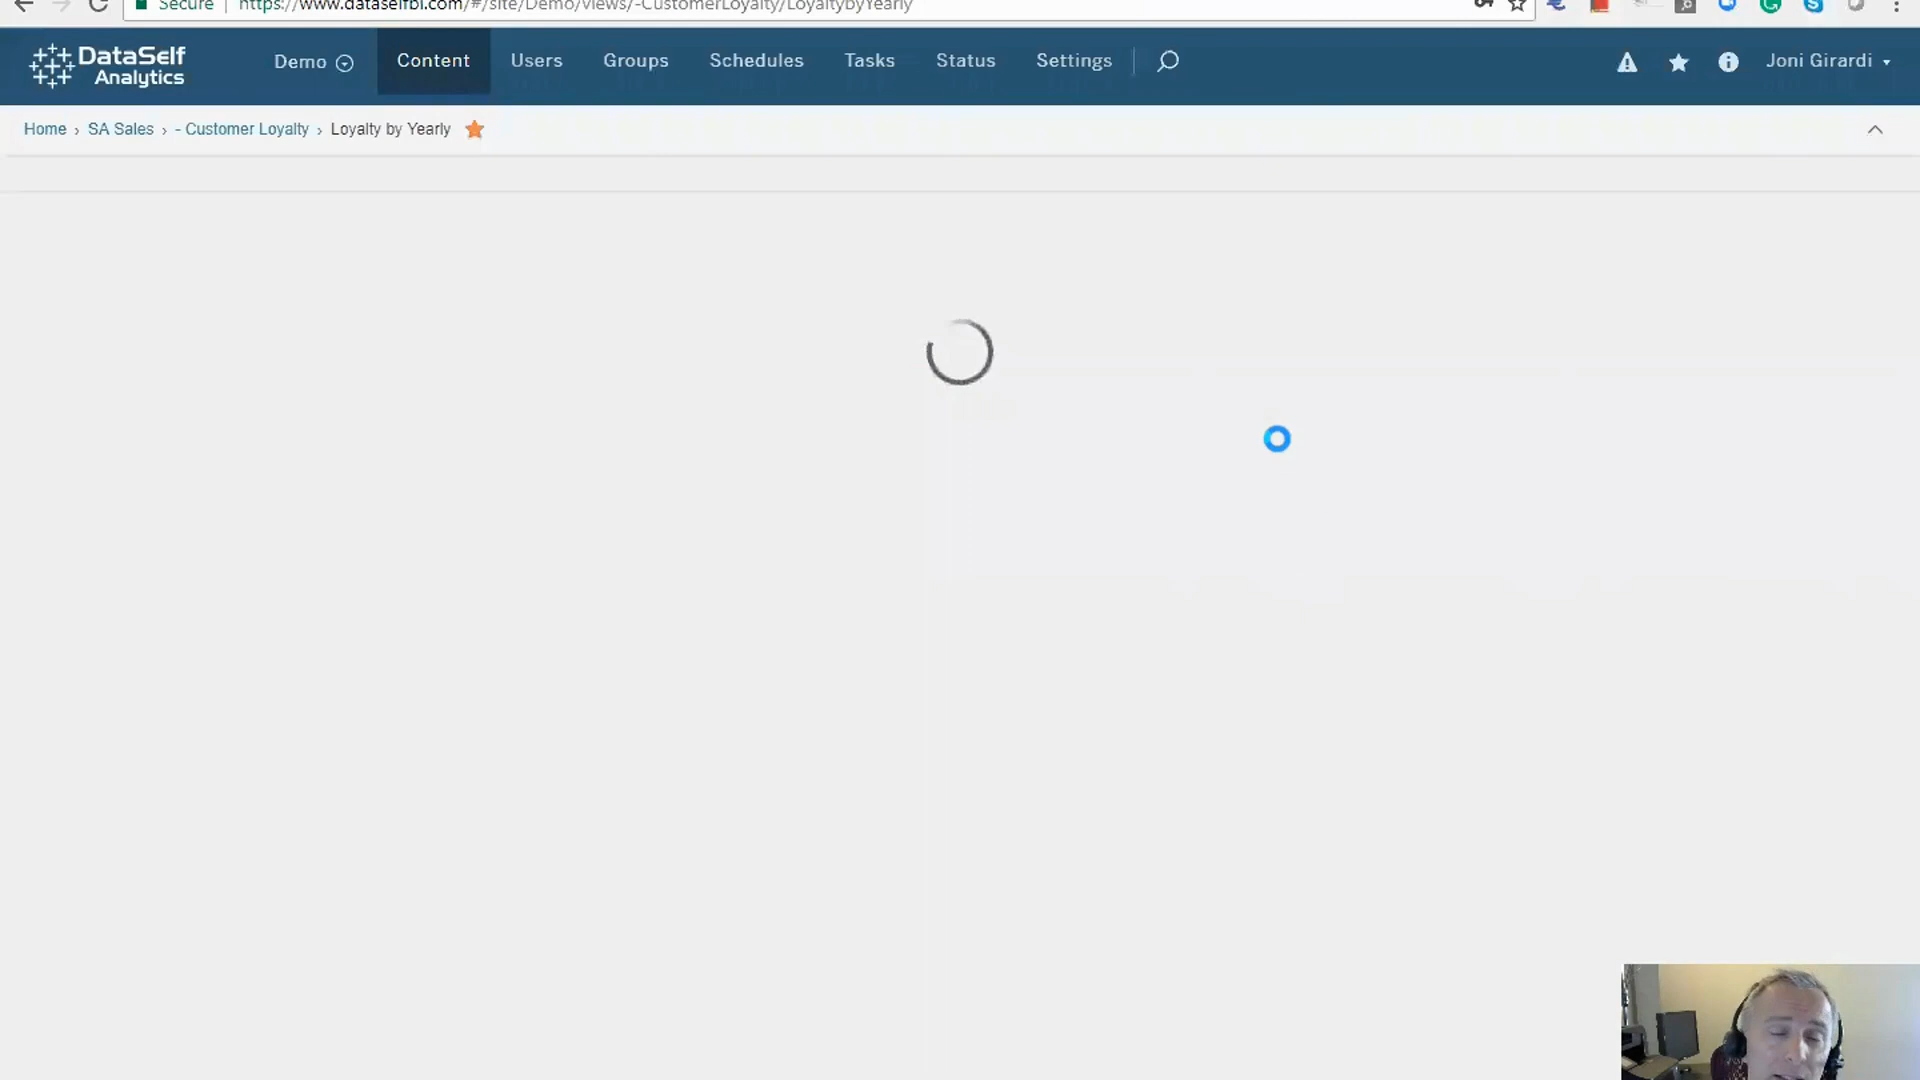 Secure | https://www.dataselfbi.com/#/site/Demo/views/-CustomerLoyalty/LoyaltybyYearly
DataSelf Analytics
Demo Content Users Groups Schedules Tasks Status Settings Joni Girardi
Home › SA Sales › - Customer Loyalty › Loyalty by Yearly